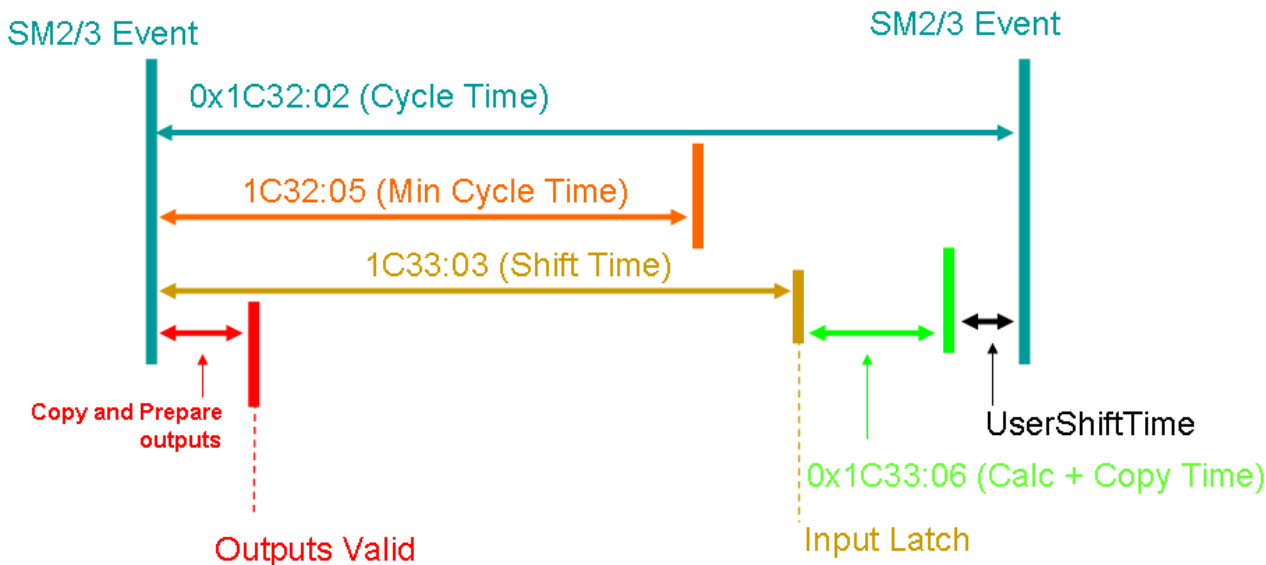 SM2/3 Event
SM2/3 Event
0x1C32:02 (Cycle Time)
1C32:05 (Min Cycle Time)
1C33:03 (Shift Time)
Copy and Prepare
outputs
UserShiftTime
0x1C33:06 (Calc + Copy Time)
Outputs Valid
Input Latch